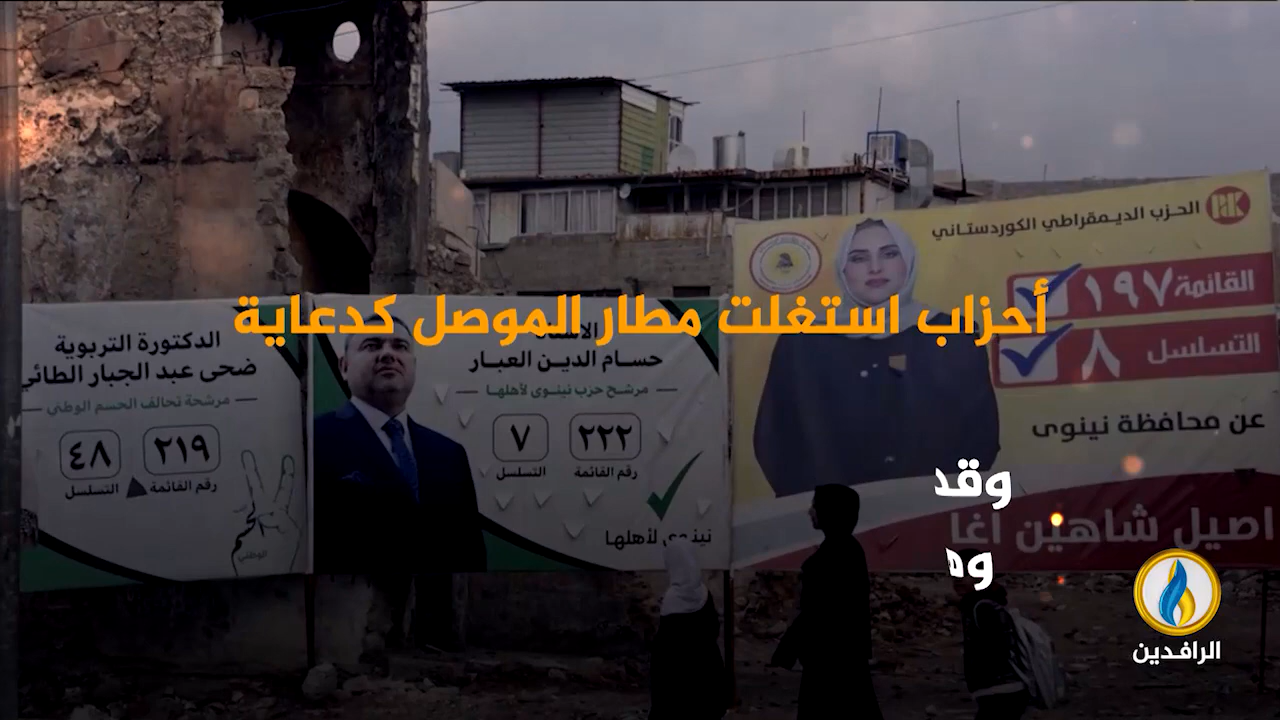 أحزاب استغلت مطار الموصل كدعاية
وقد
الحزب الديمقراطي الكوردستاني
القائمة ١٩٧
التسلسل ٨
عن محافظة نينوى
اصيل شاهين آغا
حسام الدين العبار
مرشح حزب نينوى لأهلها
٢٢٢ ٧
رقم القائمة التسلسل
نينوى لأهلها
الدكتورة التربوية
ضحى عبد الجبار الطائي
مرشحة تحالف الحسم الوطني
٢١٩ ٤٨
رقم القائمة التسلسل
الوطني
الرافدين